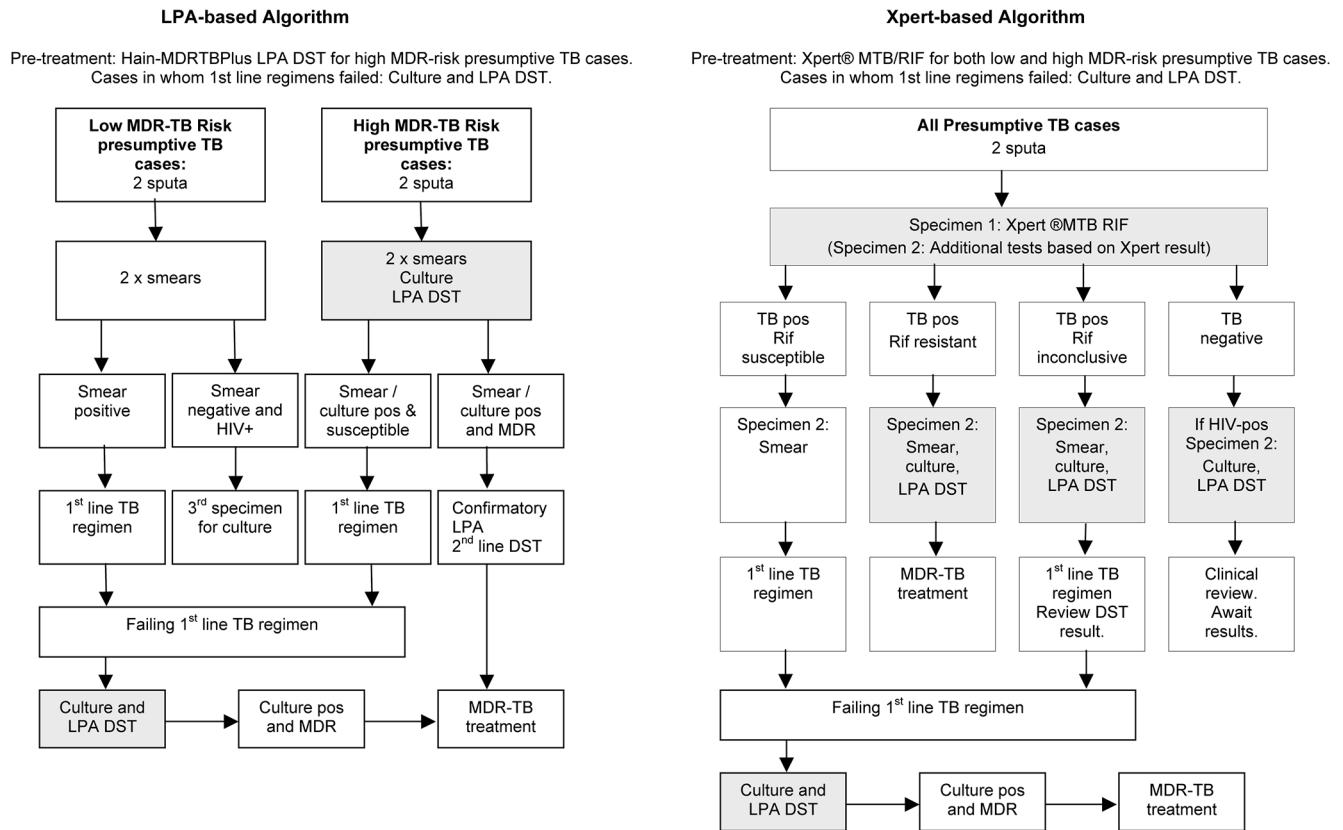 LPA-based Algorithm
Pre-treatment: Hain-MDRTBPlus LPA DST for high MDR-risk presumptive TB cases.
Cases in whom 1st line regimens failed: Culture and LPA DST.
Low MDR-TB Risk
presumptive TB
cases:
2 sputa
High MDR-TB Risk
presumptive TB
cases:
2 sputa
2 x smears
2 x smears
Culture
LPA DST
Smear
positive
Smear
negative and
HIV+
Smear /
culture pos &
susceptible
Smear /
culture pos
and MDR
1st line TB
regimen
3rd specimen
for culture
1st line TB
regimen
Confirmatory
LPA
2nd line DST
Failing 1st line TB regimen
Culture and
LPA DST
Culture pos
and MDR
MDR-TB
treatment
Xpert-based Algorithm
Pre-treatment: Xpert® MTB/RIF for both low and high MDR-risk presumptive TB cases.
Cases in whom 1st line regimens failed: Culture and LPA DST.
All Presumptive TB cases
2 sputa
Specimen 1: Xpert ®MTB RIF
(Specimen 2: Additional tests based on Xpert result)
TB pos
Rif
susceptible
TB pos
Rif resistant
TB pos
Rif
inconclusive
TB
negative
Specimen 2:
Smear
Specimen 2:
Smear,
culture,
LPA DST
Specimen 2:
Smear,
culture,
LPA DST
If HIV-pos
Specimen 2:
Culture,
LPA DST
1st line TB
regimen
MDR-TB
treatment
1st line TB
regimen
Review DST
result.
Clinical
review.
Await
results.
Failing 1st line TB regimen
Culture and
LPA DST
Culture pos
and MDR
MDR-TB
treatment